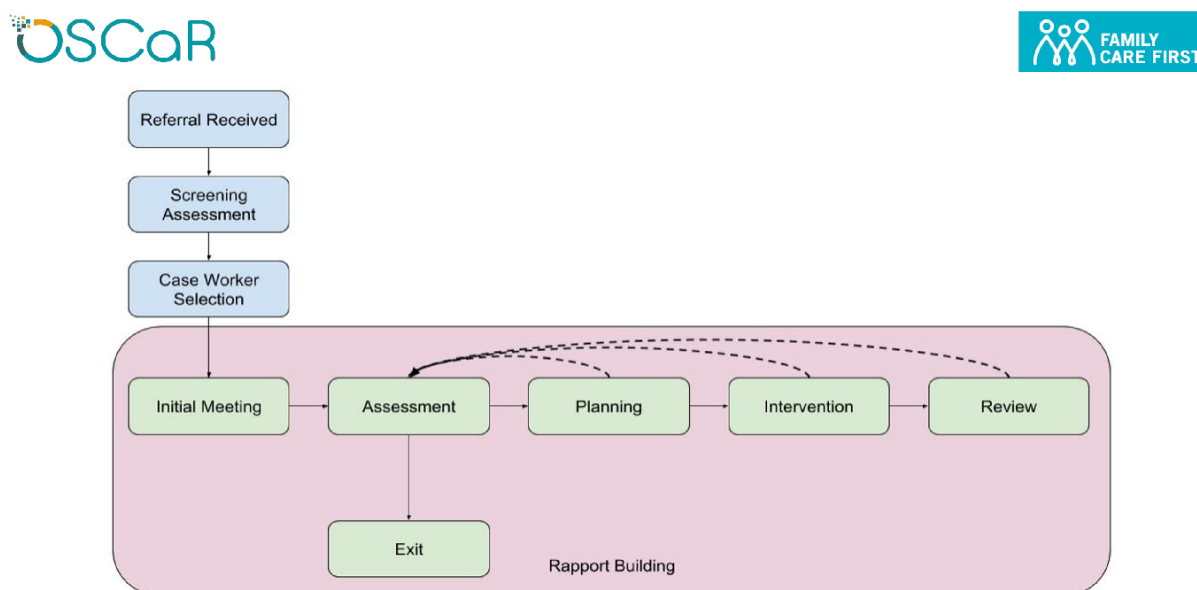 OSCaR
FAMILY
CARE FIRST
Referral Received
Screening
Assessment
Case Worker
Selection
Initial Meeting
Assessment
Planning
Intervention
Review
Exit
Rapport Building